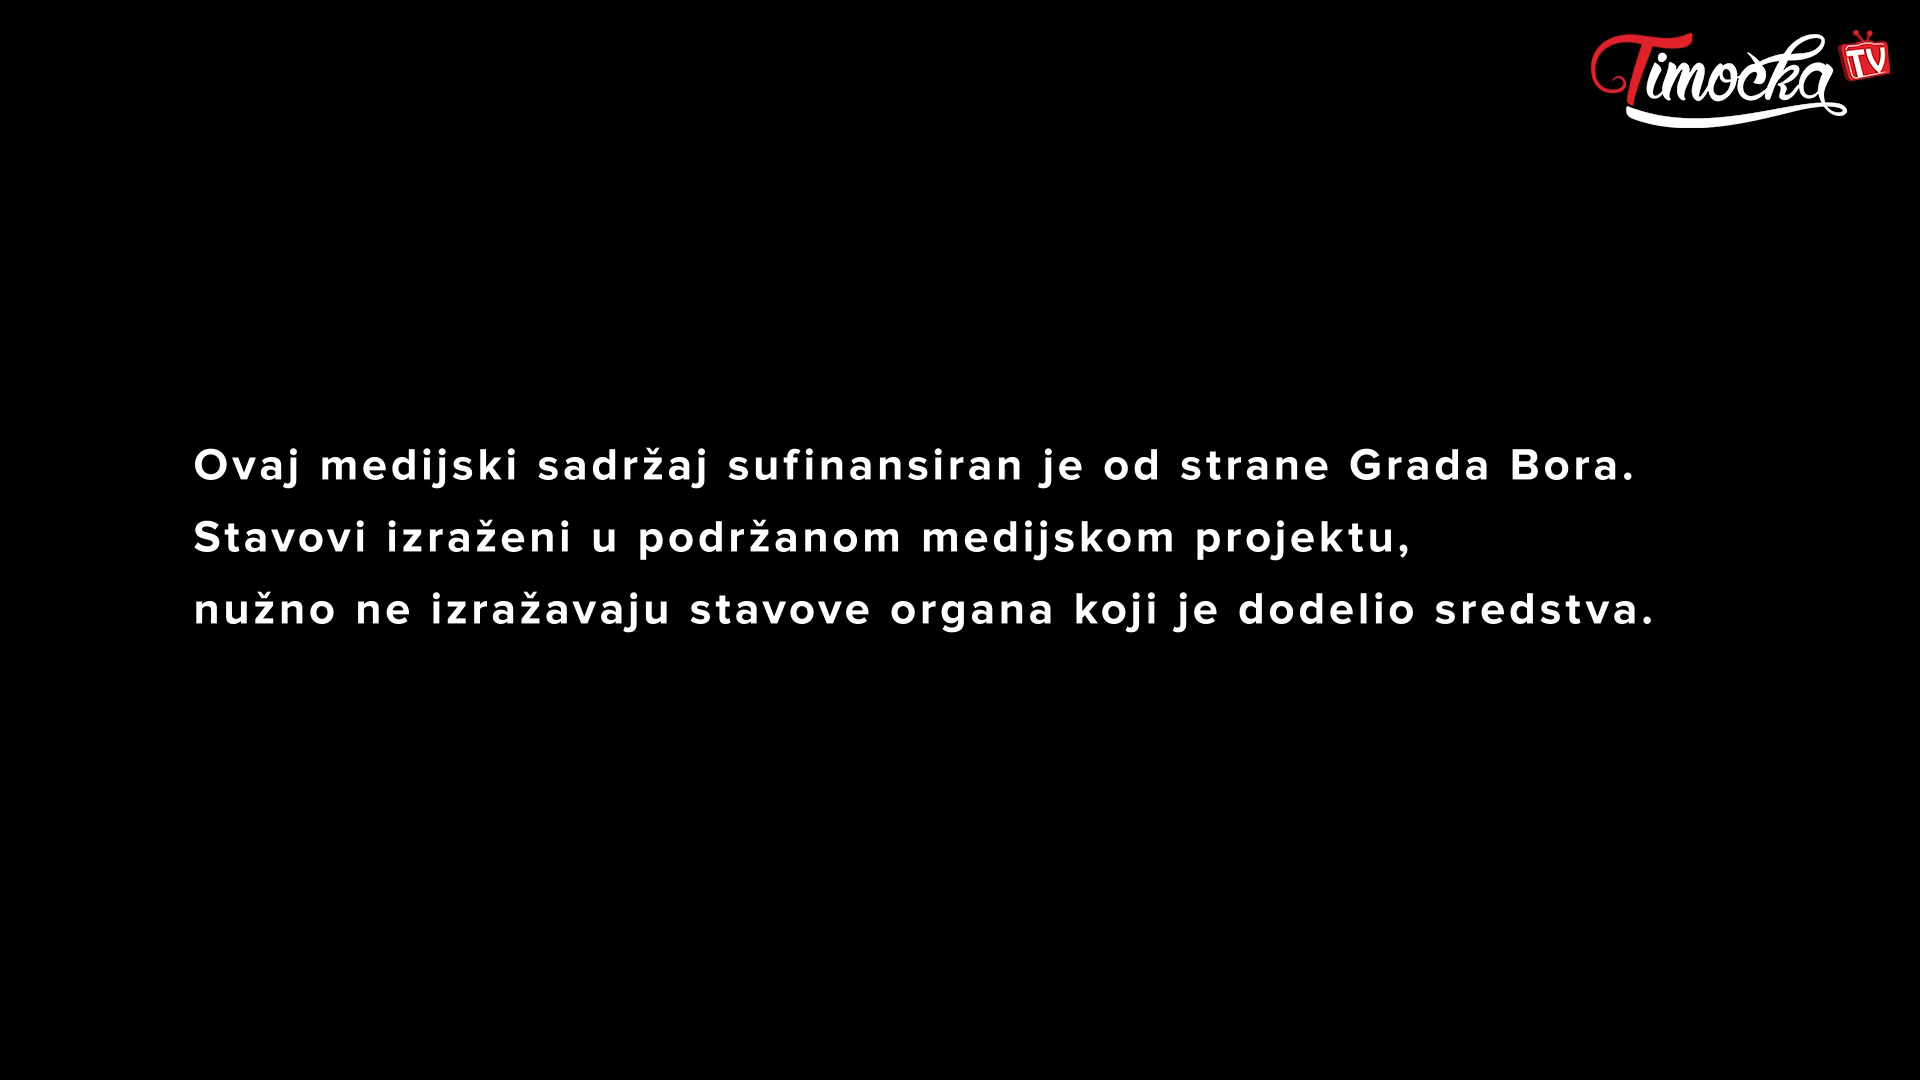 Timočka TV
Ovaj medijski sadržaj sufinansiran je od strane Grada Bora.
Stavovi izraženi u podržanom medijskom projektu,
nužno ne izražavaju stavove organa koji je dodelio sredstva.